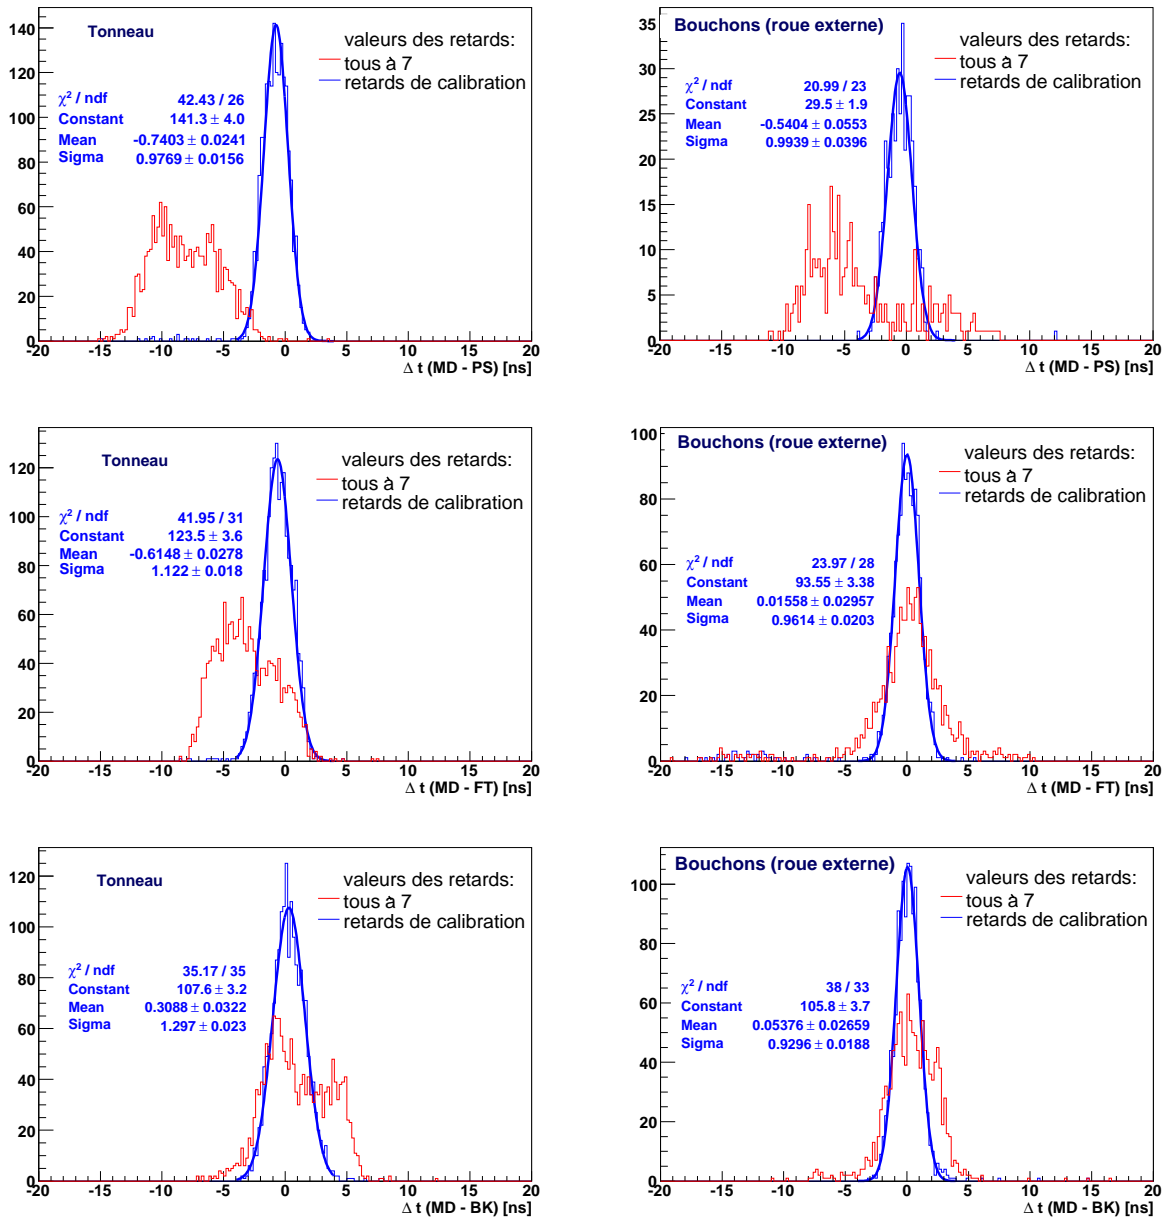 Tonneau
valeurs des retards:
tous à 7
retards de calibration
χ² / ndf 42.43 / 26
Constant 141.3 ± 4.0
Mean -0.7403 ± 0.0241
Sigma 0.9769 ± 0.0156
140
120
100
80
60
40
20
0
-20 -15 -10 -5 0 5 10 15 20
Δ t (MD - PS) [ns]
Bouchons (roue externe)
valeurs des retards:
tous à 7
retards de calibration
χ² / ndf 20.99 / 23
Constant 29.5 ± 1.9
Mean -0.5404 ± 0.0553
Sigma 0.9939 ± 0.0396
35
30
25
20
15
10
5
0
-20 -15 -10 -5 0 5 10 15 20
Δ t (MD - PS) [ns]
Tonneau
valeurs des retards:
tous à 7
retards de calibration
χ² / ndf 41.95 / 31
Constant 123.5 ± 3.6
Mean -0.6148 ± 0.0278
Sigma 1.122 ± 0.018
120
100
80
60
40
20
0
-20 -15 -10 -5 0 5 10 15 20
Δ t (MD - FT) [ns]
Bouchons (roue externe)
valeurs des retards:
tous à 7
retards de calibration
χ² / ndf 23.97 / 28
Constant 93.55 ± 3.38
Mean 0.01558 ± 0.02957
Sigma 0.9614 ± 0.0203
100
80
60
40
20
0
-20 -15 -10 -5 0 5 10 15 20
Δ t (MD - FT) [ns]
Tonneau
valeurs des retards:
tous à 7
retards de calibration
χ² / ndf 35.17 / 35
Constant 107.6 ± 3.2
Mean 0.3088 ± 0.0322
Sigma 1.297 ± 0.023
120
100
80
60
40
20
0
-20 -15 -10 -5 0 5 10 15 20
Δ t (MD - BK) [ns]
Bouchons (roue externe)
valeurs des retards:
tous à 7
retards de calibration
χ² / ndf 38 / 33
Constant 105.8 ± 3.7
Mean 0.05376 ± 0.02659
Sigma 0.9296 ± 0.0188
100
80
60
40
20
0
-20 -15 -10 -5 0 5 10 15 20
Δ t (MD - BK) [ns]